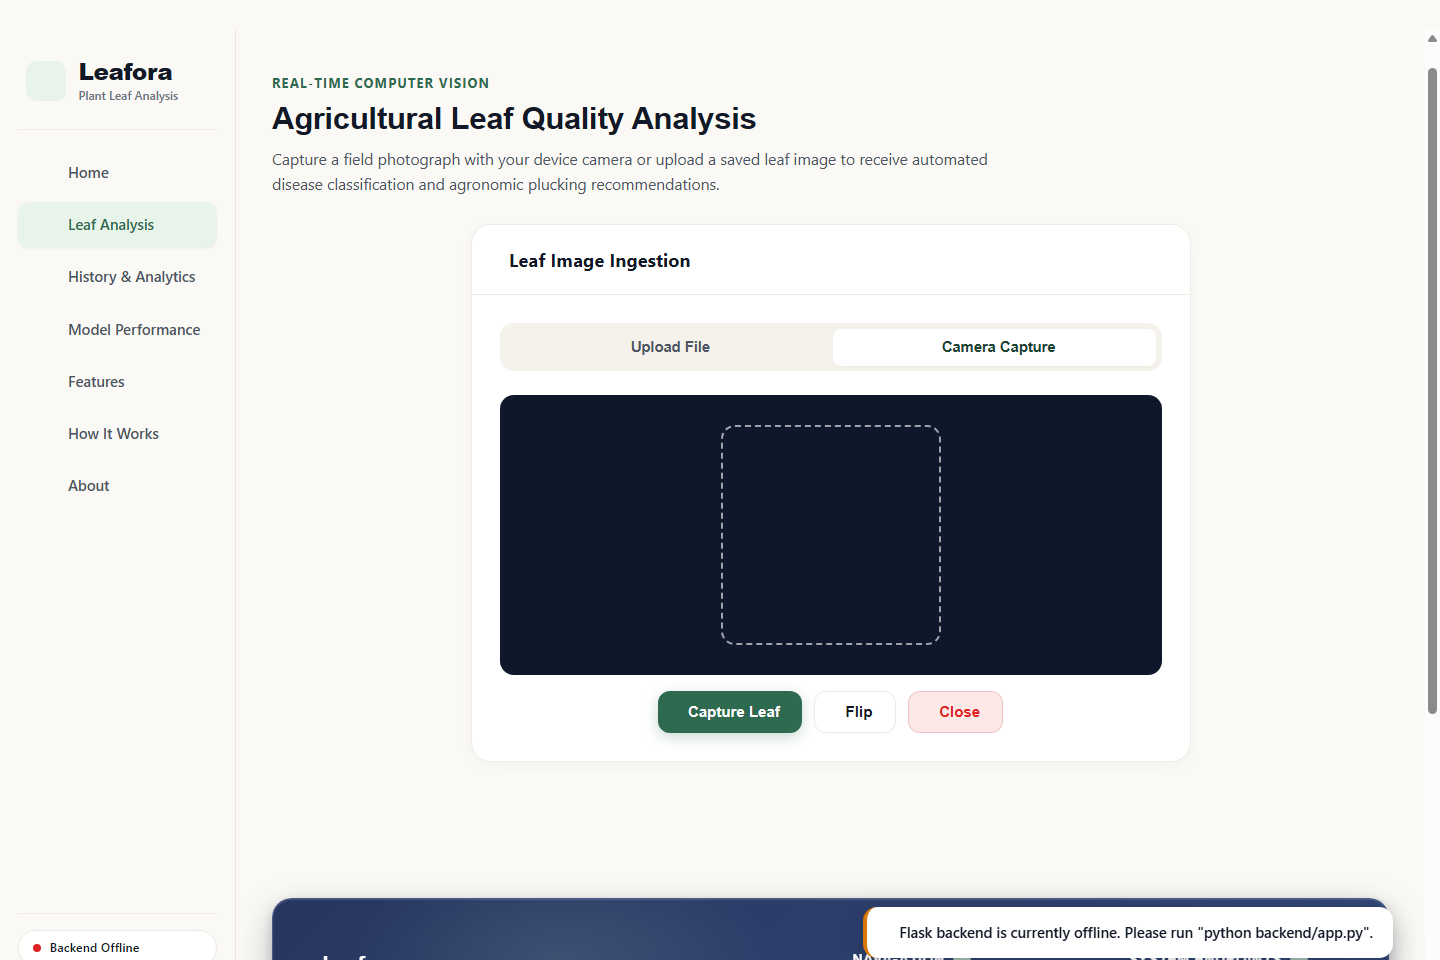 Leafora
Plant Leaf Analysis
Home
Leaf Analysis
History & Analytics
Model Performance
Features
How It Works
About
Backend Offline
REAL-TIME COMPUTER VISION
Agricultural Leaf Quality Analysis
Capture a field photograph with your device camera or upload a saved leaf image to receive automated
disease classification and agronomic plucking recommendations.
Leaf Image Ingestion
Upload File
Camera Capture
Capture Leaf
Flip
Close
Flask backend is currently offline. Please run "python backend/app.py".